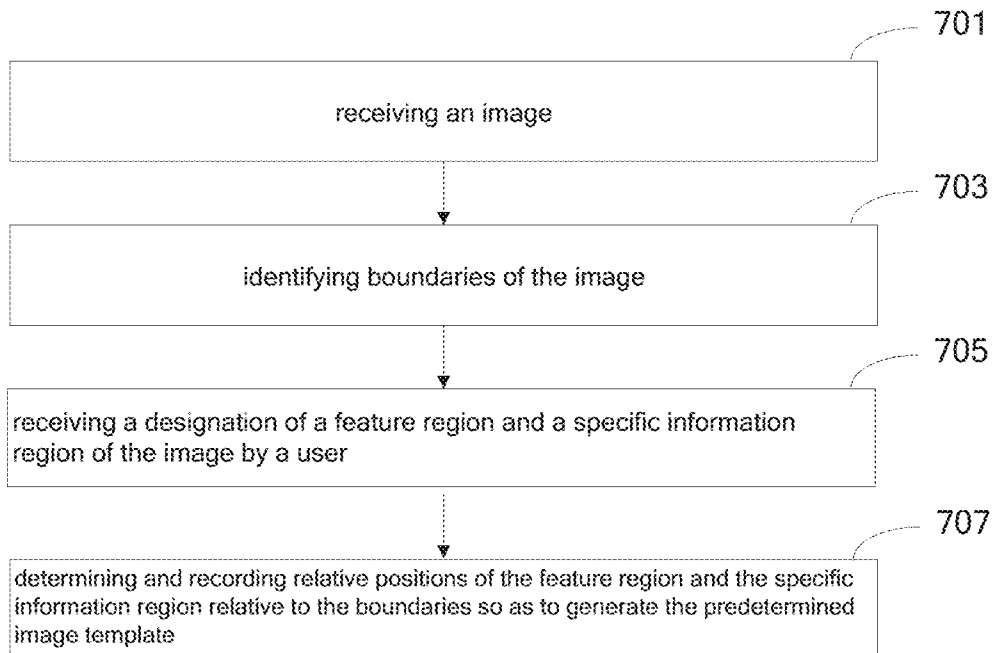 701
receiving an image
703
identifying boundaries of the image
705
receiving a designation of a feature region and a specific information
region of the image by a user
707
determining and recording relative positions of the feature region and the specific
information region relative to the boundaries so as to generate the predetermined
image template